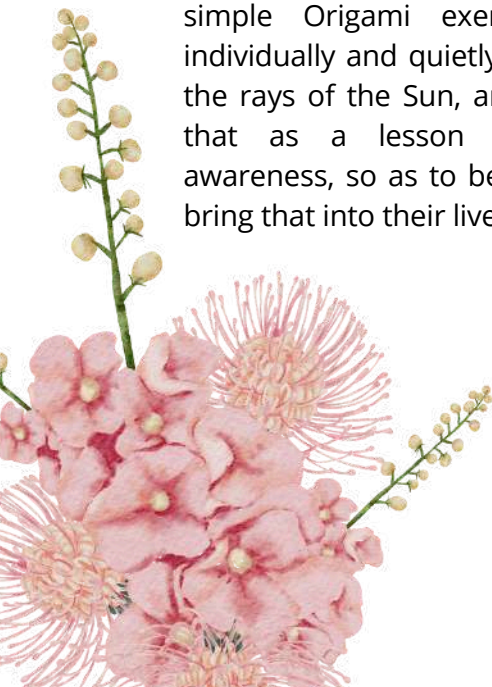 simple Origami exer
individually and quietly
the rays of the Sun, ar
that as a lesson
awareness, so as to be
bring that into their live